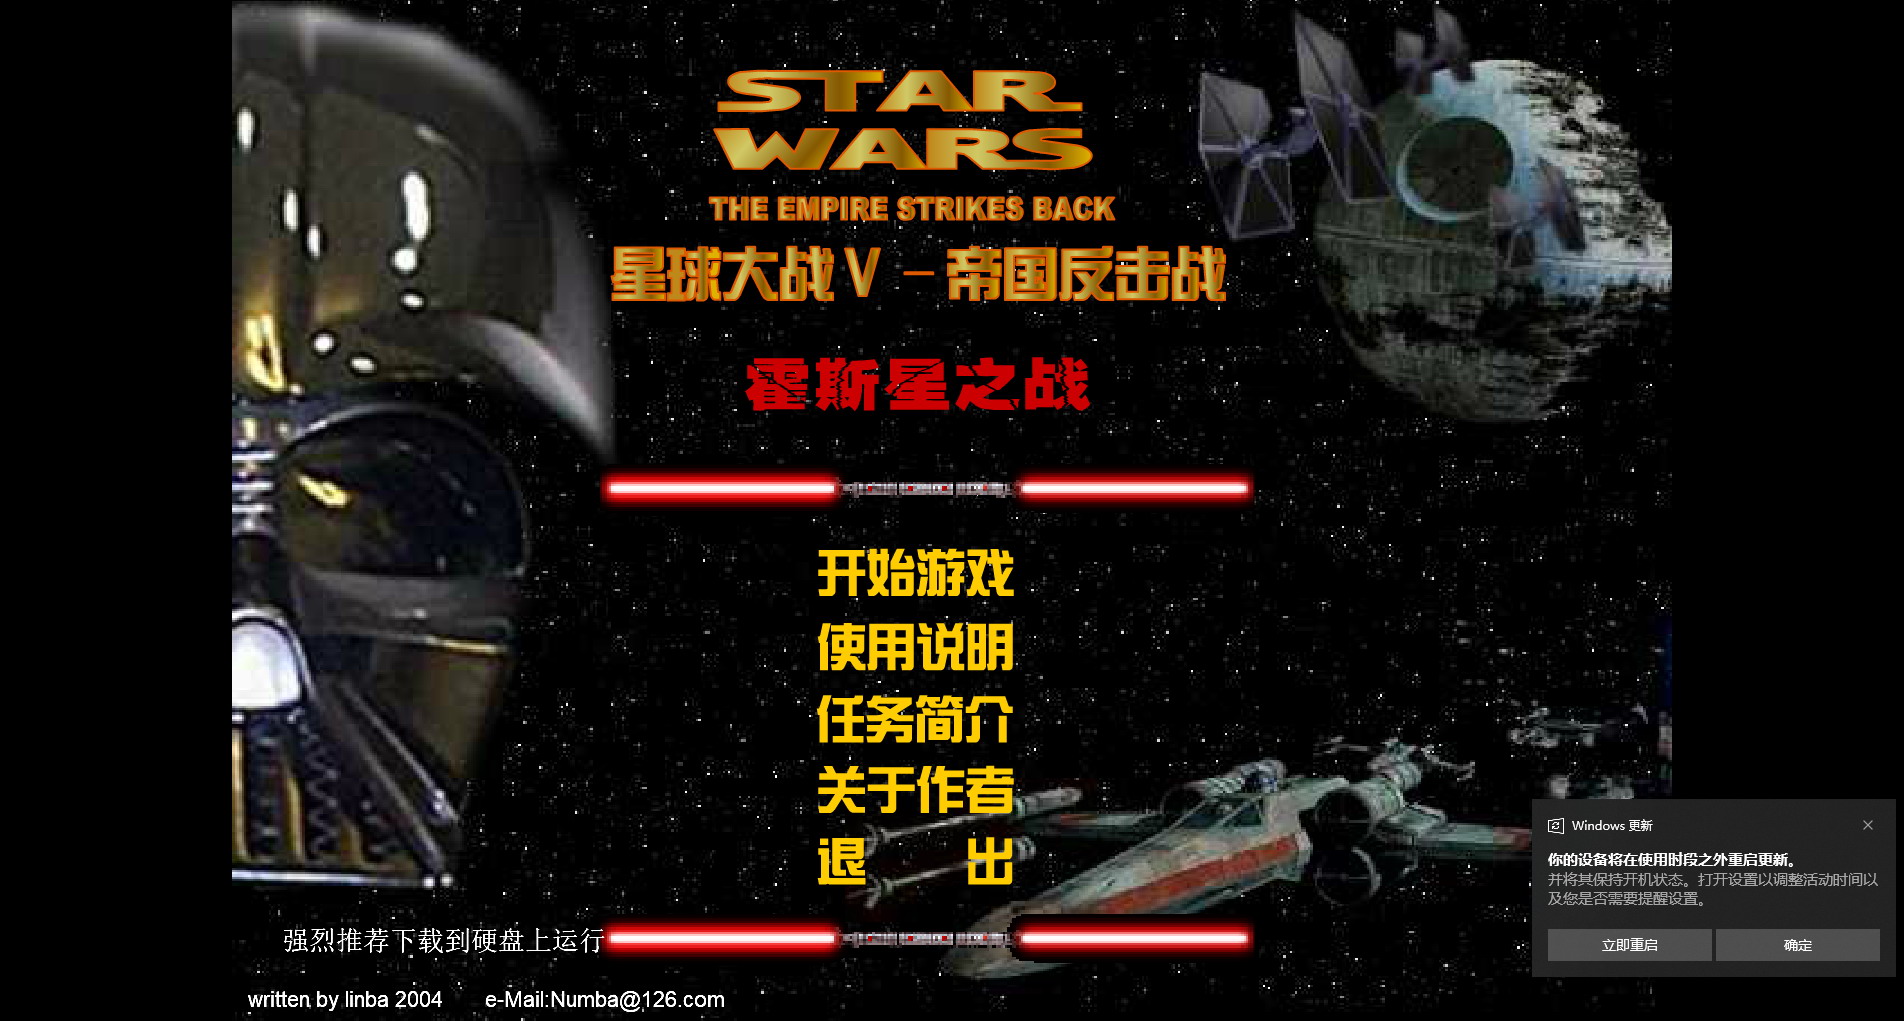 STAR
WARS
THE EMPIRE STRIKES BACK
星球大战Ⅴ－帝国反击战
霍斯星之战
开始游戏
使用说明
任务简介
关于作者
退 出
强烈推荐下载到硬盘上运行
written by linba 2004 e-Mail:Numba@126.com
Windows 更新
你的设备将在使用时段之外重启更新。
并将其保持开机状态。打开设置以调整活动时间以
及您是否需要提醒设置。
立即重启 确定